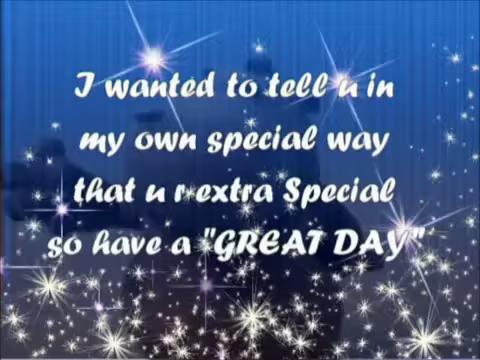 I wanted to tell u in
my own special way
that u r extra Special
so have a "GREAT DAY"